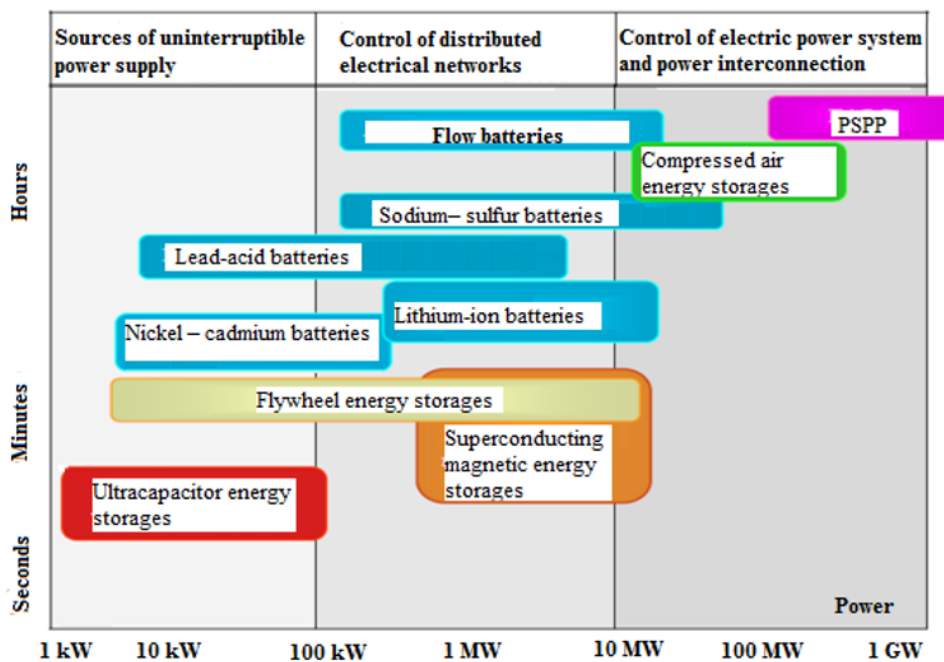 Sources of uninterruptible
power supply
Control of distributed
electrical networks
Control of electric power system
and power interconnection
PSPP
Flow batteries
Compressed air
energy storages
Sodium– sulfur batteries
Lead-acid batteries
Lithium-ion batteries
Nickel – cadmium batteries
Flywheel energy storages
Superconducting
magnetic energy
storages
Ultracapacitor energy
storages
Hours
Minutes
Seconds
Power
1 kW
10 kW
100 kW
1 MW
10 MW
100 MW
1 GW